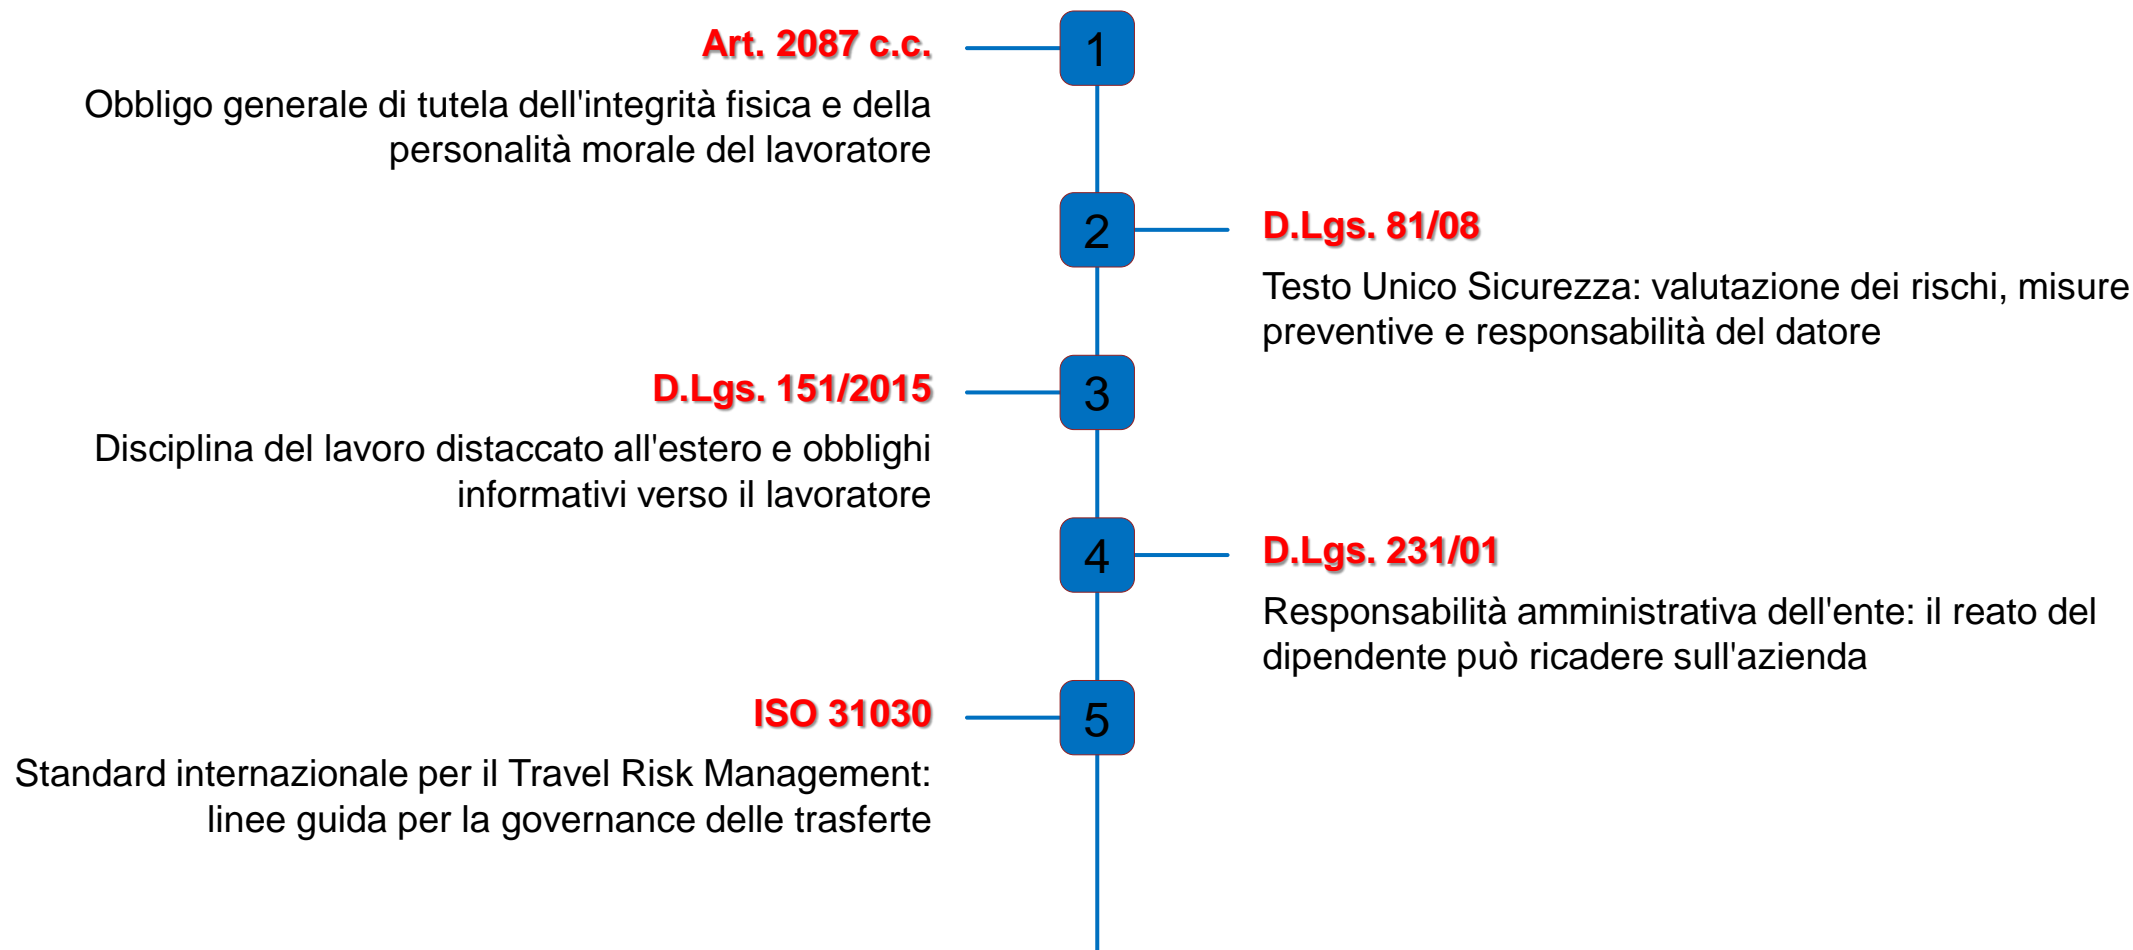 1
Art. 2087 c.c.
Obbligo generale di tutela dell'integrità fisica e della
personalità morale del lavoratore
2
D.Lgs. 81/08
Testo Unico Sicurezza: valutazione dei rischi, misure
preventive e responsabilità del datore
3
D.Lgs. 151/2015
Disciplina del lavoro distaccato all'estero e obblighi
informativi verso il lavoratore
4
D.Lgs. 231/01
Responsabilità amministrativa dell'ente: il reato del
dipendente può ricadere sull'azienda
5
ISO 31030
Standard internazionale per il Travel Risk Management:
linee guida per la governance delle trasferte